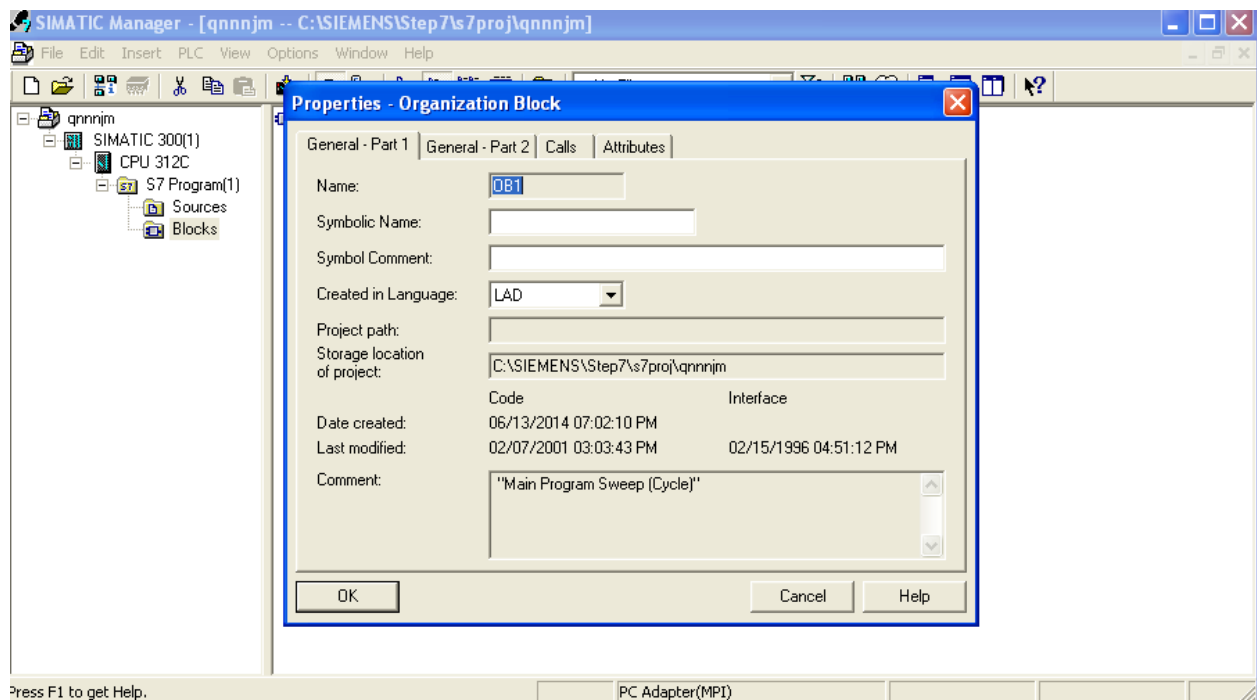 SIMATIC Manager - [qnnnjm -- C:\SIEMENS\Step7\s7proj\qnnnjm]
File Edit Insert PLC View Options Window Help
qnnnjm
SIMATIC 300(1)
CPU 312C
S7 Program(1)
Sources
Blocks
Properties - Organization Block
General - Part 1 General - Part 2 Calls Attributes
Name: OB1
Symbolic Name:
Symbol Comment:
Created in Language: LAD
Project path:
Storage location
of project: C:\SIEMENS\Step7\s7proj\qnnnjm
Code Interface
Date created: 06/13/2014 07:02:10 PM
Last modified: 02/07/2001 03:03:43 PM 02/15/1996 04:51:12 PM
Comment: "Main Program Sweep (Cycle)"
OK Cancel Help
Press F1 to get Help. PC Adapter(MPI)